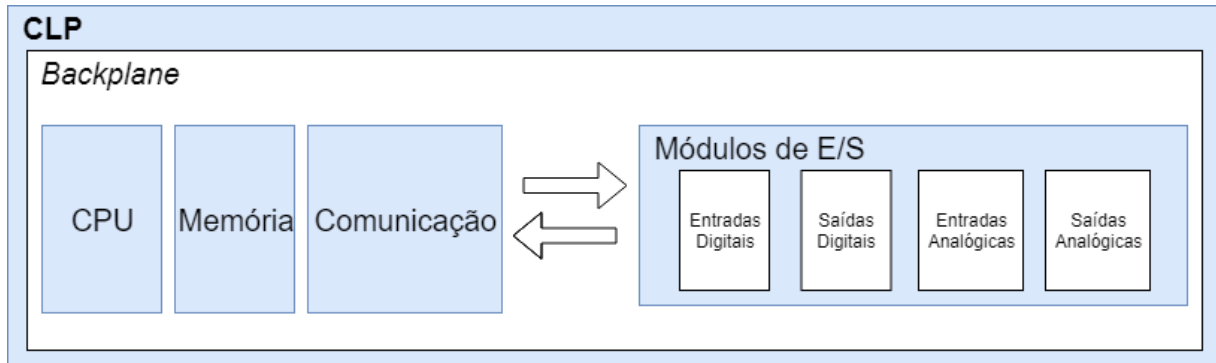 CLP
Backplane
CPU
Memória
Comunicação
Módulos de E/S
Entradas
Digitais
Saídas
Digitais
Entradas
Analógicas
Saídas
Analógicas